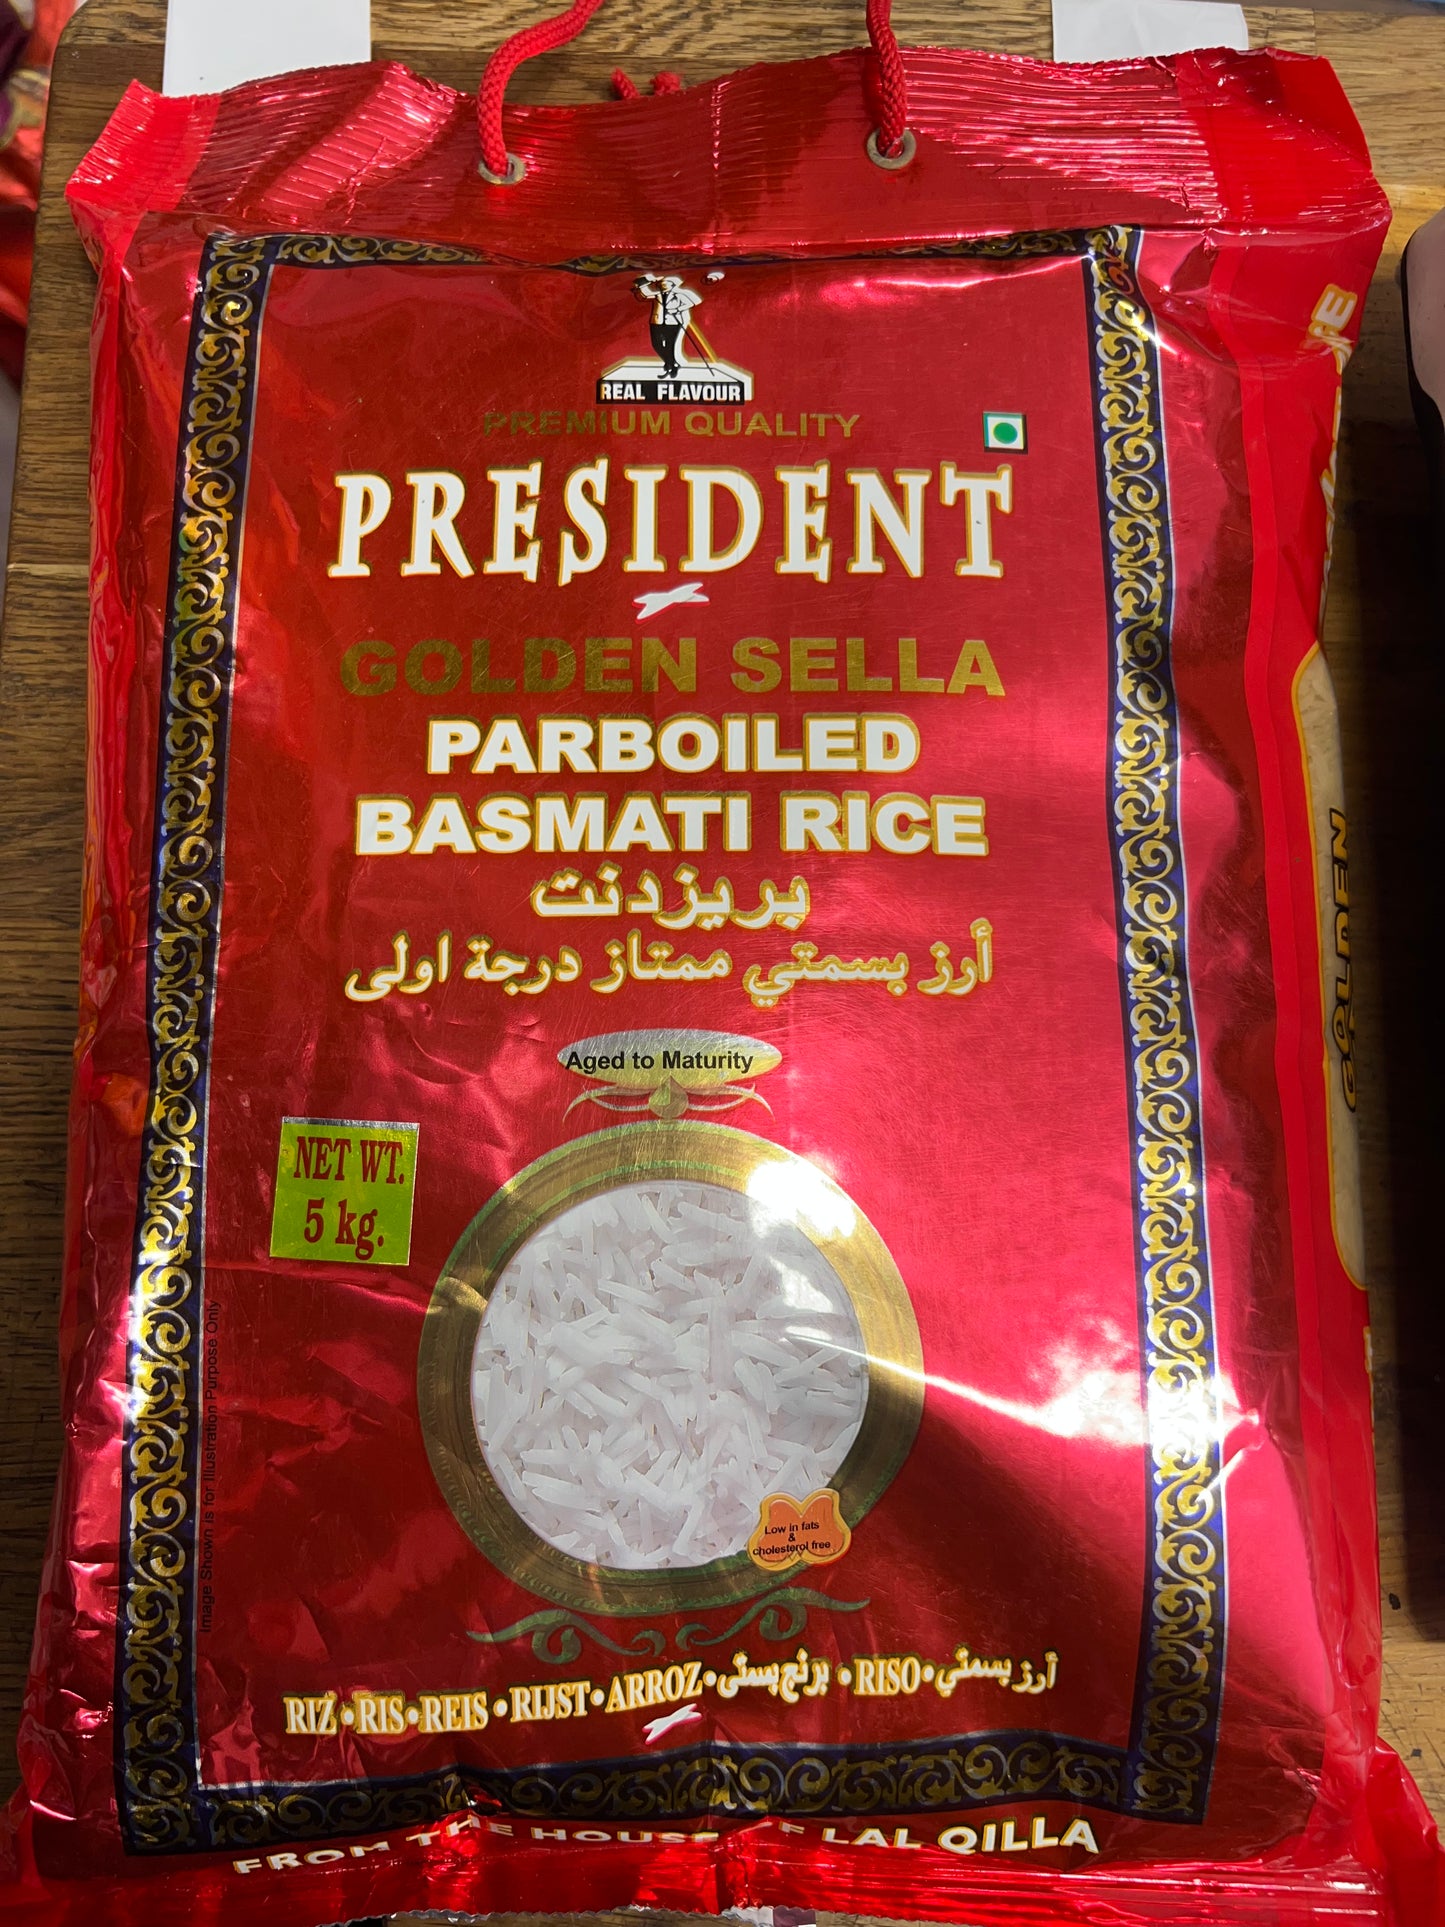 REAL FLAVOUR
PREMIUM QUALITY
PRESIDENT
GOLDEN SELLA
PARBOILED
BASMATI RICE
بريزدنت
أرز بسمتي ممتاز درجة اولى
Aged to Maturity
NET WT.
5 kg.
Image Shown is for Illustration Purpose Only
Low in fats
&
cholesterol free
RIZ • RIS • REIS • RIJST • ARROZ • برنج بسمتی • RISO • أرز بسمتي
FROM THE HOUSE OF LAL QILLA
GOLDEN